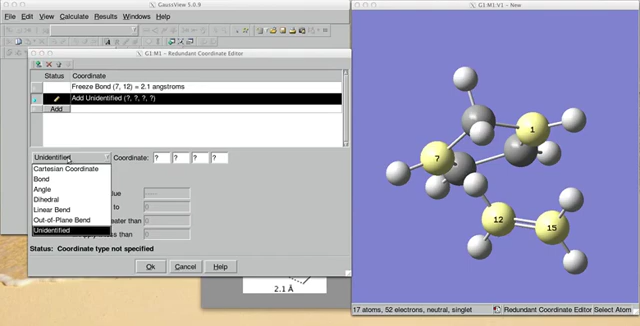 GaussView 5.0.9
File Edit View Calculate Results Windows Help
G1:M1 - Redundant Coordinate Editor
Status Coordinate
Freeze Bond (7, 12) = 2.1 angstroms
Add Unidentified (?, ?, ?, ?)
Add
Unidentified Coordinate: ? ? ? ?
Cartesian Coordinate
Bond
Angle
Dihedral
Linear Bend
Out-of-Plane Bend
Unidentified
to 0
than 0
than 0
Status: Coordinate type not specified
Ok Cancel Help
2.1 Å
G1:M1:V1 - New
1
7
12
15
17 atoms, 52 electrons, neutral, singlet
Redundant Coordinate Editor Select Atom